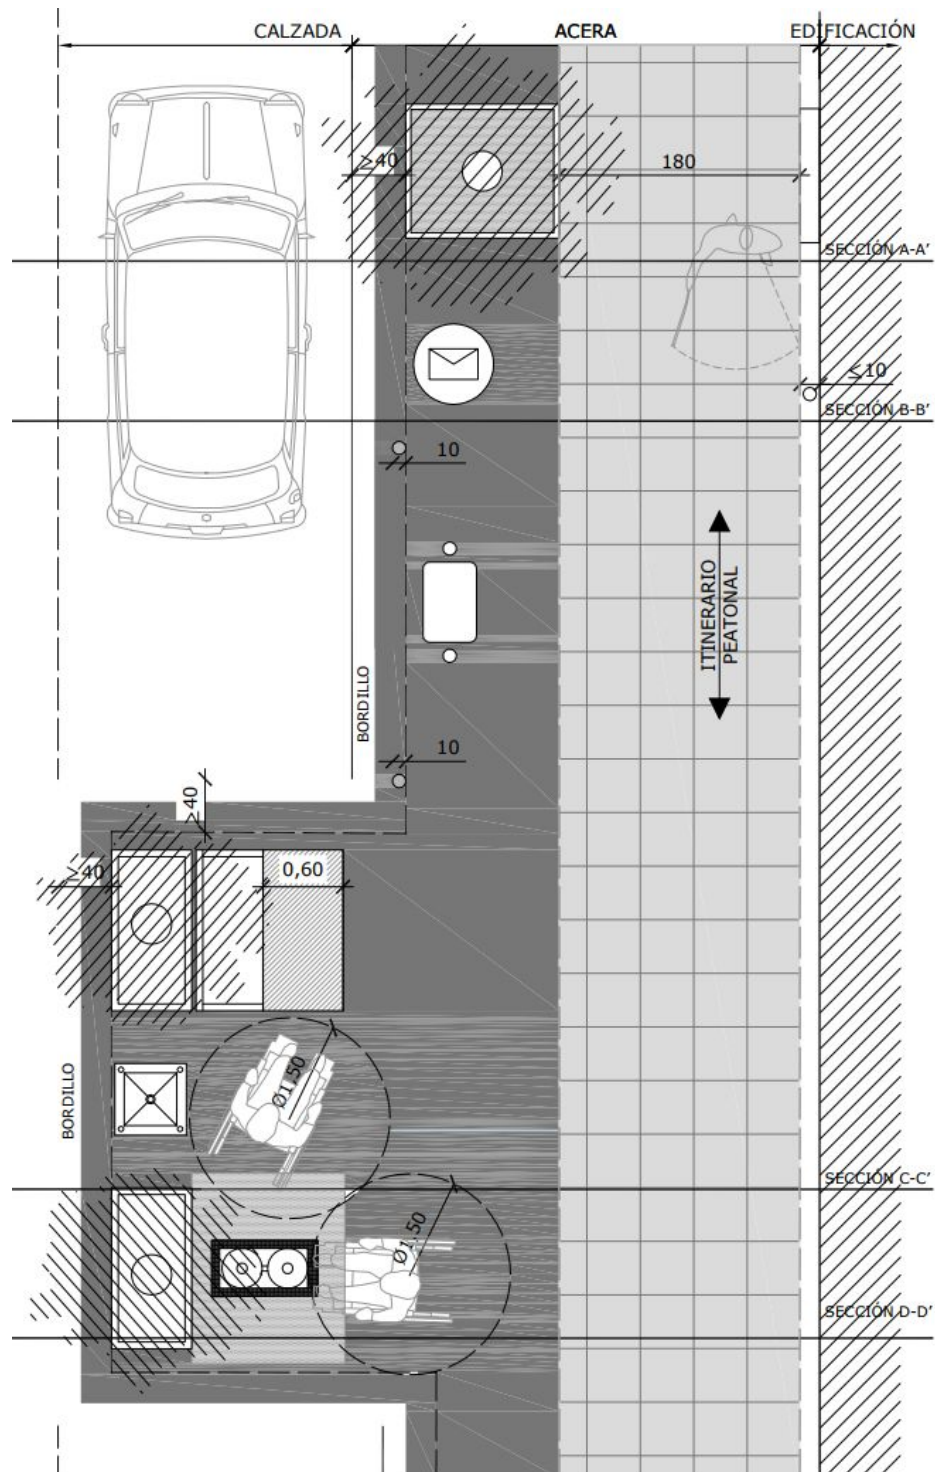 CALZADA
ACERA
EDIFICACIÓN
≥40
180
SECCIÓN A-A'
≤10
SECCIÓN B-B'
10
ITINERARIO
PEATONAL
BORDILLO
10
≥40
≥40
0,60
Ø1,50
BORDILLO
SECCIÓN C-C'
Ø1,50
SECCIÓN D-D'